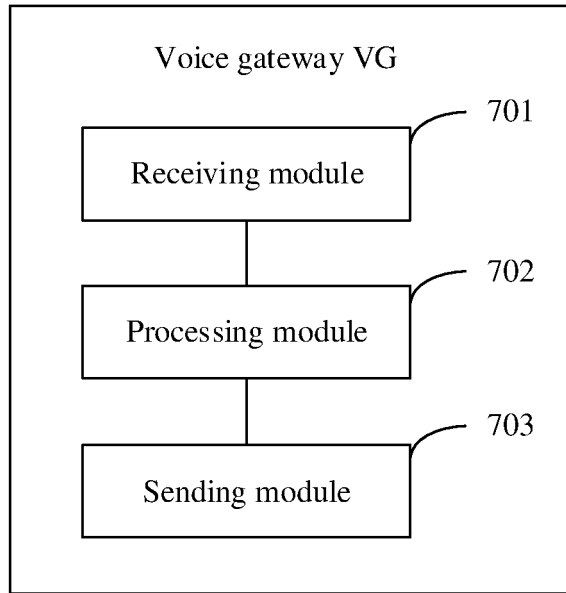 Voice gateway VG
701
Receiving module
702
Processing module
703
Sending module